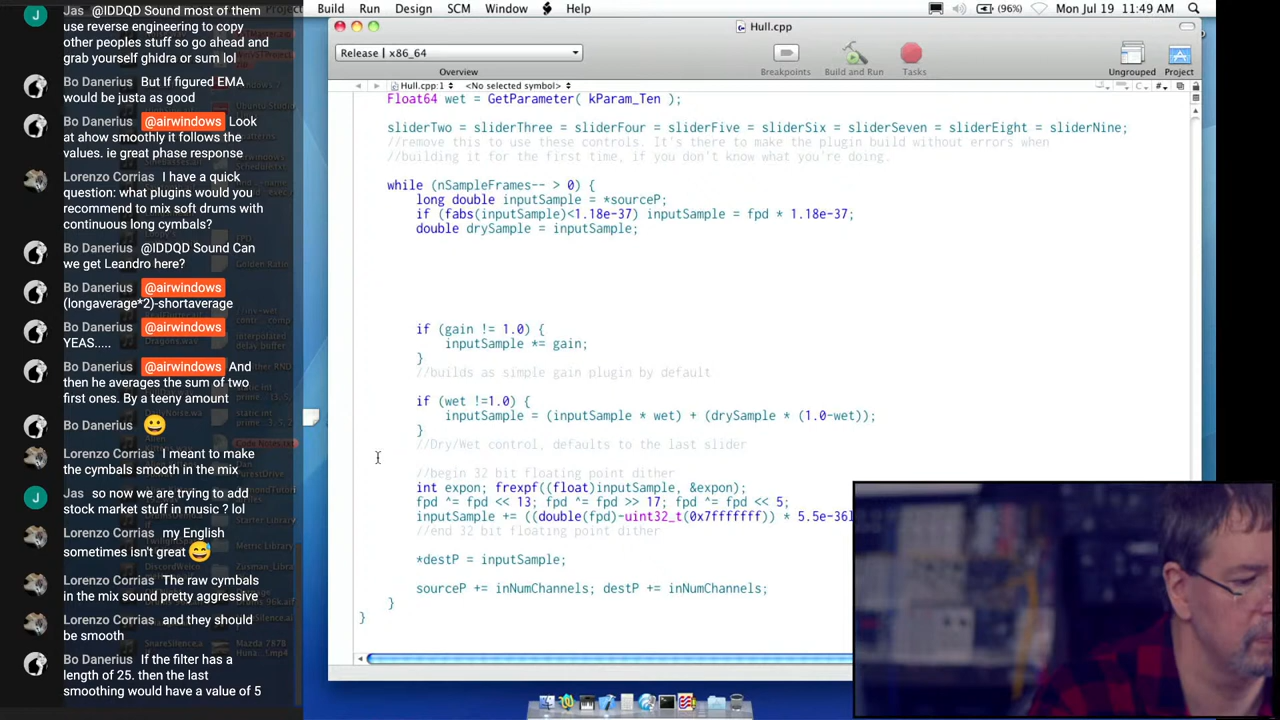 Jas @IDDQD Sound most of them
use reverse engineering to copy
other peoples stuff so go ahead and
grab yourself ghidra or sum lol
Bo Danerius But If figured EMA
would be justa as good
Bo Danerius @airwindows Look
at ahow smoothly it follows the
values. ie great phase response
Lorenzo Corrias I have a quick
question: what plugins would you
recommend to mix soft drums with
continuous long cymbals?
Bo Danerius @IDDQD Sound Can
we get Leandro here?
Bo Danerius @airwindows
(longaverage*2)-shortaverage
Bo Danerius @airwindows
YEAS.....
Bo Danerius @airwindows And
then he averages the sum of two
first ones. By a teeny amount
Bo Danerius 😀
Lorenzo Corrias I meant to make
the cymbals smooth in the mix
Jas so now we are trying to add
stock market stuff in music ? lol
Lorenzo Corrias my English
sometimes isn't great 😅
Lorenzo Corrias The raw cymbals
in the mix sound pretty aggressive
Lorenzo Corrias and they should
be smooth
Bo Danerius If the filter has a
length of 25. then the last
smoothing would have a value of 5
Build Run Design SCM Window Help
(96%) Mon Jul 19 11:49 AM
Hull.cpp
Release | x86_64
Overview Breakpoints Build and Run Tasks Ungrouped Project
Hull.cpp:1 <No selected symbol>
Float64 wet = GetParameter( kParam_Ten );
sliderTwo = sliderThree = sliderFour = sliderFive = sliderSix = sliderSeven = sliderEight = sliderNine;
//remove this to use these controls. It's there to make the plugin build without errors when
//building it for the first time, if you don't know what you're doing.
while (nSampleFrames-- > 0) {
long double inputSample = *sourceP;
if (fabs(inputSample)<1.18e-37) inputSample = fpd * 1.18e-37;
double drySample = inputSample;
if (gain != 1.0) {
inputSample *= gain;
}
//builds as simple gain plugin by default
if (wet !=1.0) {
inputSample = (inputSample * wet) + (drySample * (1.0-wet));
}
//Dry/Wet control, defaults to the last slider
//begin 32 bit floating point dither
int expon; frexpf((float)inputSample, &expon);
fpd ^= fpd << 13; fpd ^= fpd >> 17; fpd ^= fpd << 5;
inputSample += ((double(fpd)-uint32_t(0x7fffffff)) * 5.5e-36l
//end 32 bit floating point dither
*destP = inputSample;
sourceP += inNumChannels; destP += inNumChannels;
}
}